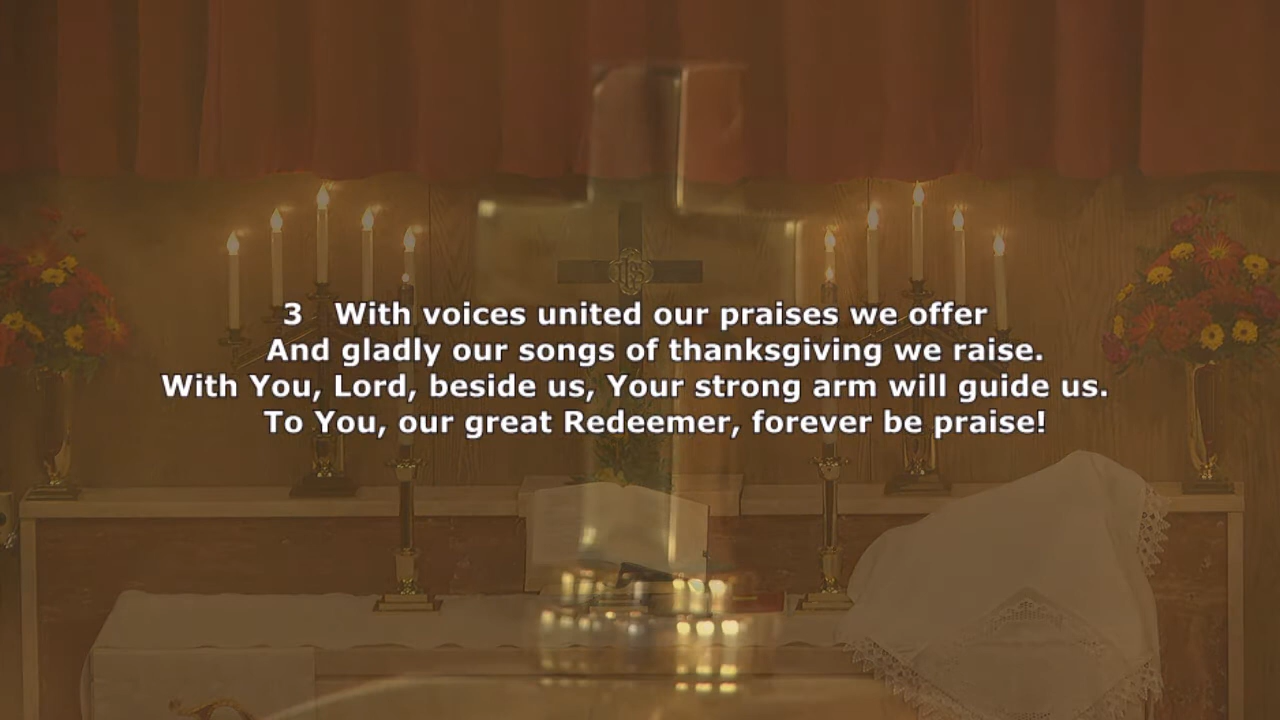 3 With voices united our praises we offer
And gladly our songs of thanksgiving we raise.
With You, Lord, beside us, Your strong arm will guide us.
To You, our great Redeemer, forever be praise!
IHS